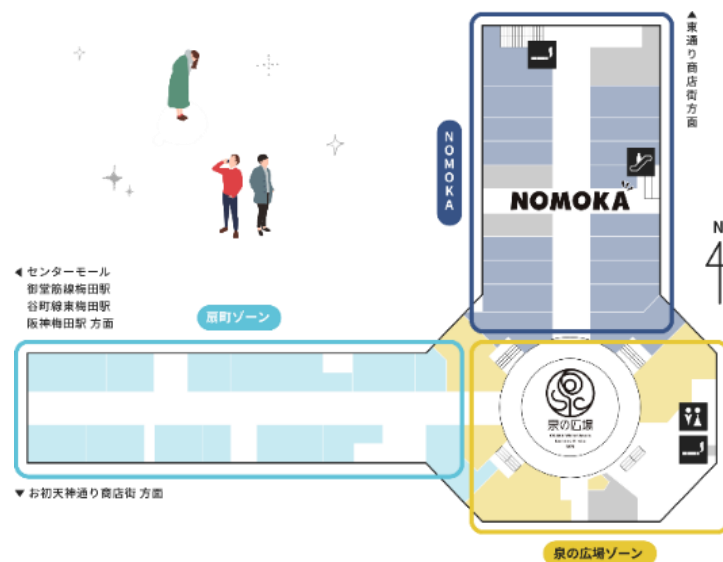 ▲東通り商店街方面
NOMOKA
NOMOKA
N
◀ センターモール
御堂筋線梅田駅
谷町線東梅田駅
阪神梅田駅 方面
扇町ゾーン
泉の広場
▼ お初天神通り商店街 方面
泉の広場ゾーン